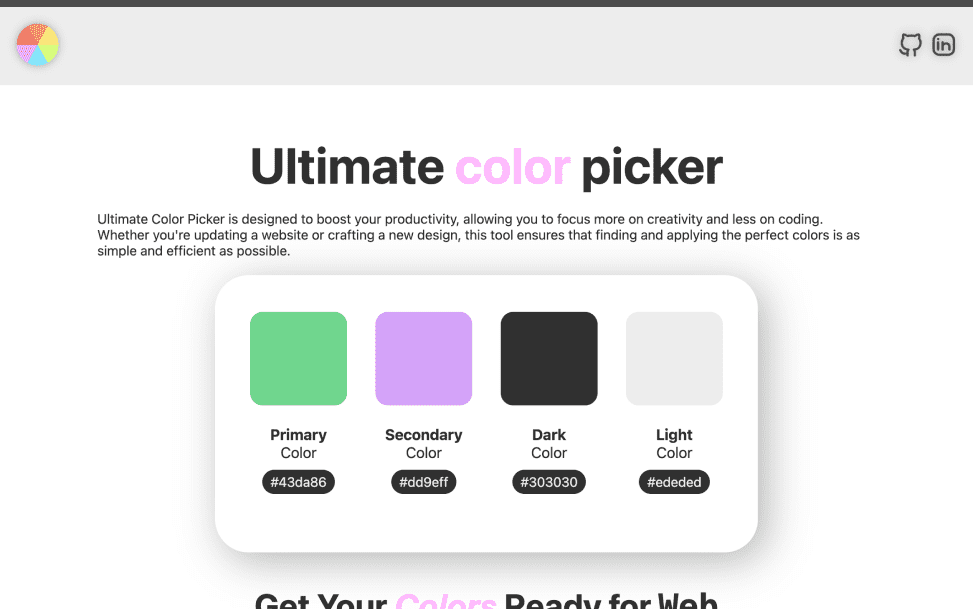 in
Ultimate color picker
Ultimate Color Picker is designed to boost your productivity, allowing you to focus more on creativity and less on coding.
Whether you're updating a website or crafting a new design, this tool ensures that finding and applying the perfect colors is as
simple and efficient as possible.
Primary Secondary Dark Light
Color Color Color Color
#43da86 #dd9eff #303030 #ededed
Get Your Colors Ready for Web